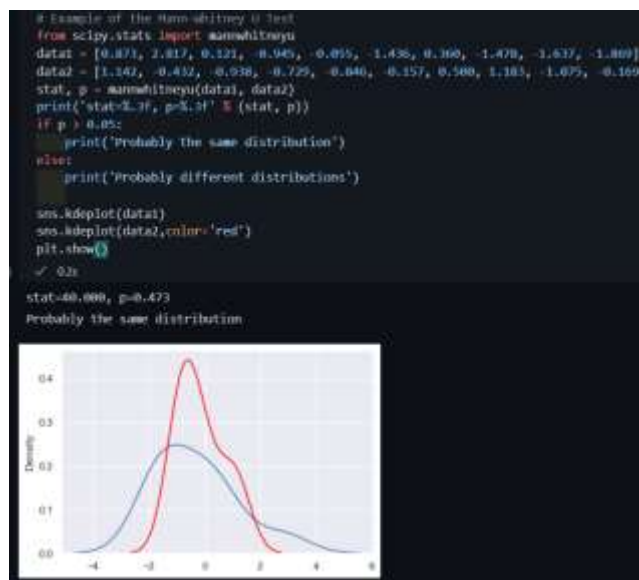 # Example of the Mann-Whitney U Test
from scipy.stats import mannwhitneyu
data1 = [0.873, 2.817, 0.121, -0.945, -0.055, -1.436, 0.360, -1.478, -1.637, -1.869]
data2 = [1.142, -0.432, -0.938, -0.729, -0.846, -0.157, 0.500, 1.183, -1.075, -0.169
stat, p = mannwhitneyu(data1, data2)
print('stat=%.3f, p=%.3f' % (stat, p))
if p > 0.05:
print('Probably the same distribution')
else:
print('Probably different distributions')
sns.kdeplot(data1)
sns.kdeplot(data2,color='red')
plt.show()
✓ 0.2s
stat=40.000, p=0.473
Probably the same distribution
0.4
0.3
0.2
0.1
0.0
Density
-4 -2 0 2 4 6